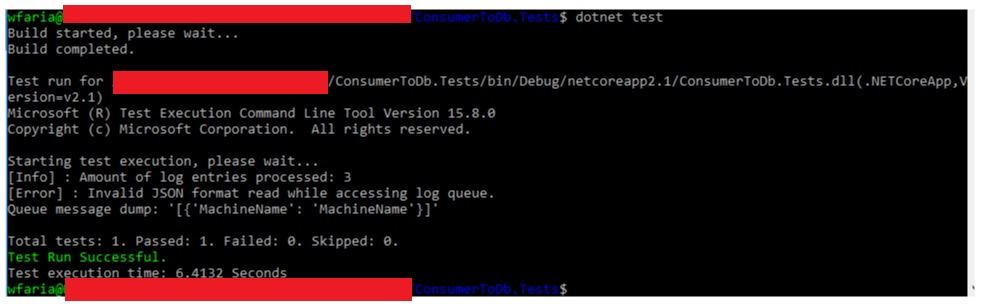 wfaria@ ConsumerToDb.Tests$ dotnet test
Build started, please wait...
Build completed.
Test run for /ConsumerToDb.Tests/bin/Debug/netcoreapp2.1/ConsumerToDb.Tests.dll(.NETCoreApp,V
ersion=v2.1)
Microsoft (R) Test Execution Command Line Tool Version 15.8.0
Copyright (c) Microsoft Corporation.  All rights reserved.
Starting test execution, please wait...
[Info] : Amount of log entries processed: 3
[Error] : Invalid JSON format read while accessing log queue.
Queue message dump: '[{'MachineName': 'MachineName'}]'
Total tests: 1. Passed: 1. Failed: 0. Skipped: 0.
Test Run Successful.
Test execution time: 6.4132 Seconds
wfaria@ ConsumerToDb.Tests$